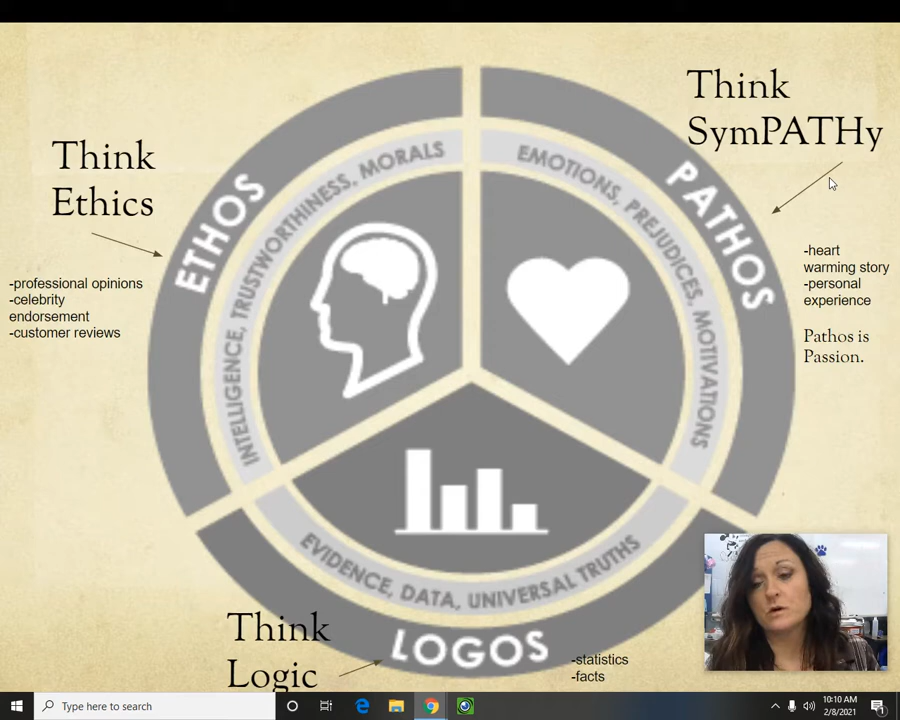 Think
SymPATHy
Think
Ethics
ETHOS
INTELLIGENCE, TRUSTWORTHINESS, MORALS
EMOTIONS, PREJUDICES, MOTIVATIONS
PATHOS
-professional opinions
-celebrity
endorsement
-customer reviews
-heart
warming story
-personal
experience
Pathos is
Passion.
EVIDENCE, DATA, UNIVERSAL TRUTHS
Think
Logic
LOGOS
-statistics
-facts
Type here to search
10:10 AM
2/8/2021
1